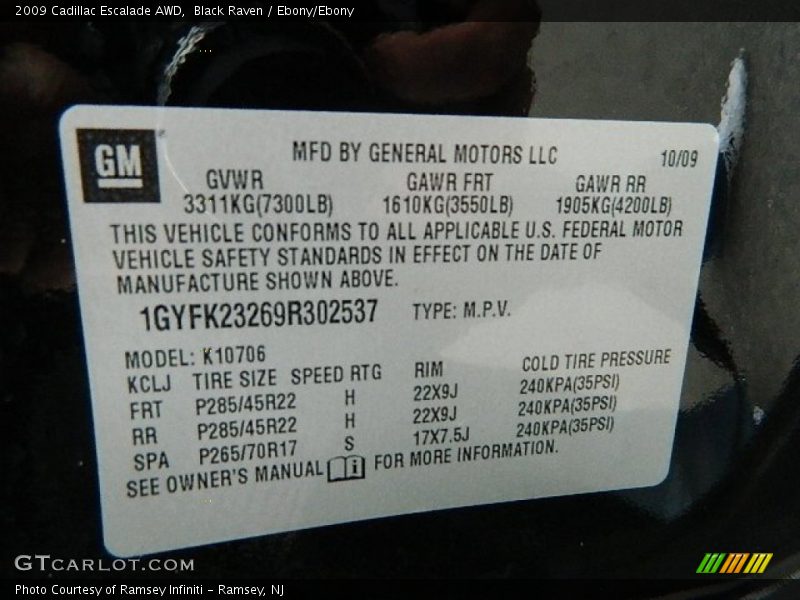 2009 Cadillac Escalade AWD, Black Raven / Ebony/Ebony
GM
MFD BY GENERAL MOTORS LLC 10/09
GVWR GAWR FRT GAWR RR
3311KG(7300LB) 1610KG(3550LB) 1905KG(4200LB)
THIS VEHICLE CONFORMS TO ALL APPLICABLE U.S. FEDERAL MOTOR
VEHICLE SAFETY STANDARDS IN EFFECT ON THE DATE OF
MANUFACTURE SHOWN ABOVE.
1GYFK23269R302537 TYPE: M.P.V.
MODEL: K10706
KCLJ TIRE SIZE SPEED RTG RIM COLD TIRE PRESSURE
FRT P285/45R22 H 22X9J 240KPA(35PSI)
RR P285/45R22 H 22X9J 240KPA(35PSI)
SPA P265/70R17 S 17X7.5J 240KPA(35PSI)
SEE OWNER'S MANUAL i FOR MORE INFORMATION.
GTCARLOT.COM
Photo Courtesy of Ramsey Infiniti - Ramsey, NJ